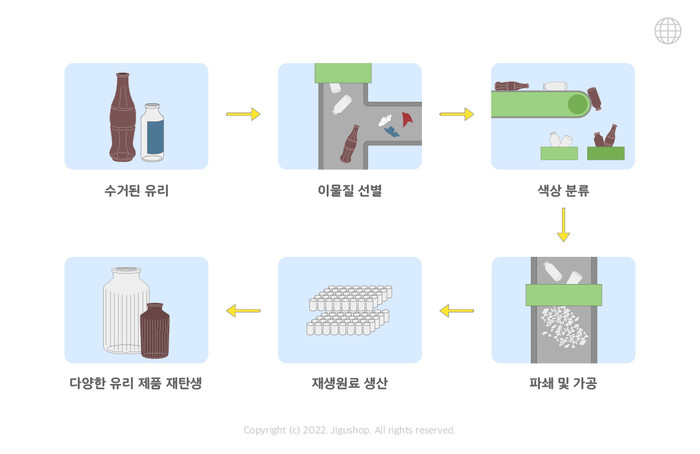 수거된 유리
이물질 선별
색상 분류
다양한 유리 제품 재탄생
재생원료 생산
파쇄 및 가공
Copyright (c) 2022. Jigushop. All rights reserved.